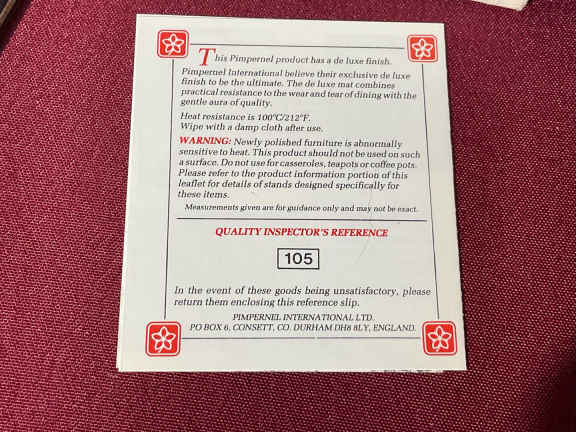 This Pimpernel product has a de luxe finish.
Pimpernel International believe their exclusive de luxe
finish to be the ultimate. The de luxe mat combines
practical resistance to the wear and tear of dining with the
gentle aura of quality.
Heat resistance is 100°C/212°F.
Wipe with a damp cloth after use.
WARNING: Newly polished furniture is abnormally
sensitive to heat. This product should not be used on such
a surface. Do not use for casseroles, teapots or coffee pots.
Please refer to the product information portion of this
leaflet for details of stands designed specifically for
these items.
Measurements given are for guidance only and may not be exact.
QUALITY INSPECTOR'S REFERENCE
105
In the event of these goods being unsatisfactory, please
return them enclosing this reference slip.
PIMPERNEL INTERNATIONAL LTD.
PO BOX 6, CONSETT, CO. DURHAM DH8 8LY, ENGLAND.